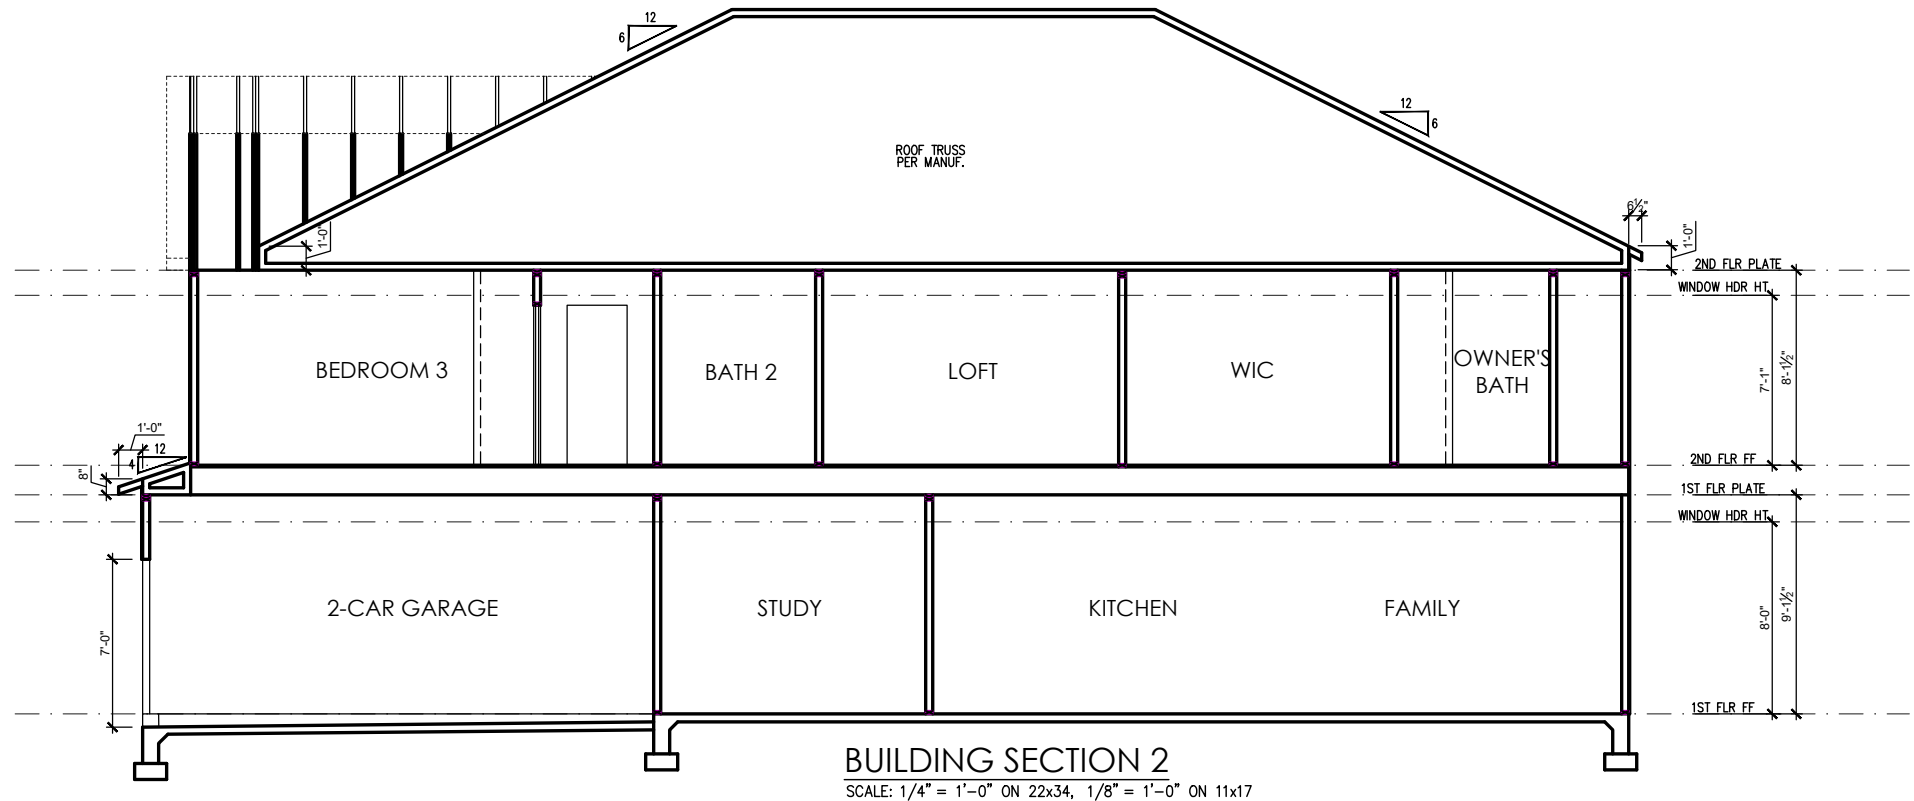 12
6
12
6
ROOF TRUSS
PER MANUF.
6½"
1'-0"
1'-0"
2ND FLR PLATE
WINDOW HDR HT
BEDROOM 3
BATH 2
LOFT
WIC
OWNER'S
BATH
7'-1"
8'-1½"
1'-0"
12
4
8"
2ND FLR FF
1ST FLR PLATE
WINDOW HDR HT
2-CAR GARAGE
STUDY
KITCHEN
FAMILY
7'-0"
8'-0"
9'-1½"
1ST FLR FF
BUILDING SECTION 2
SCALE: 1/4" = 1'-0" ON 22x34, 1/8" = 1'-0" ON 11x17